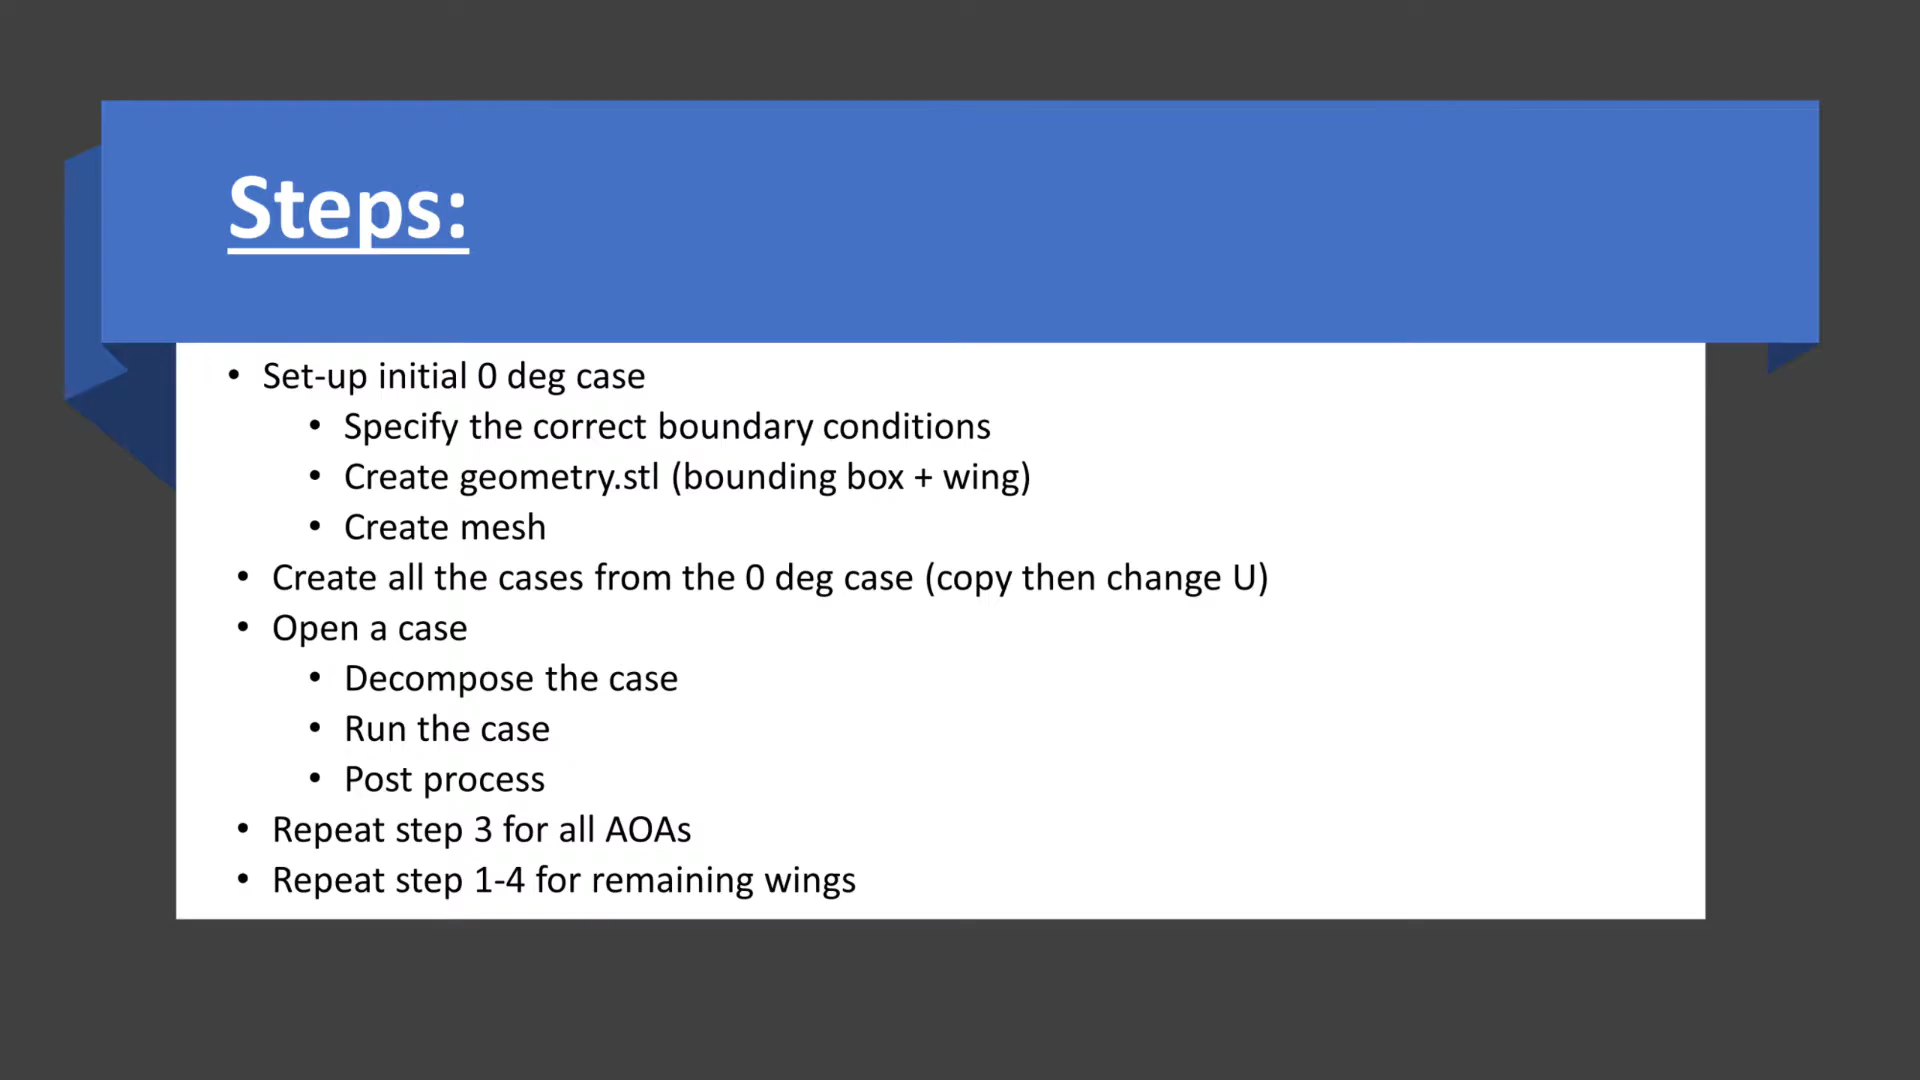 Steps:
• Set-up initial 0 deg case
• Specify the correct boundary conditions
• Create geometry.stl (bounding box + wing)
• Create mesh
• Create all the cases from the 0 deg case (copy then change U)
• Open a case
• Decompose the case
• Run the case
• Post process
• Repeat step 3 for all AOAs
• Repeat step 1-4 for remaining wings